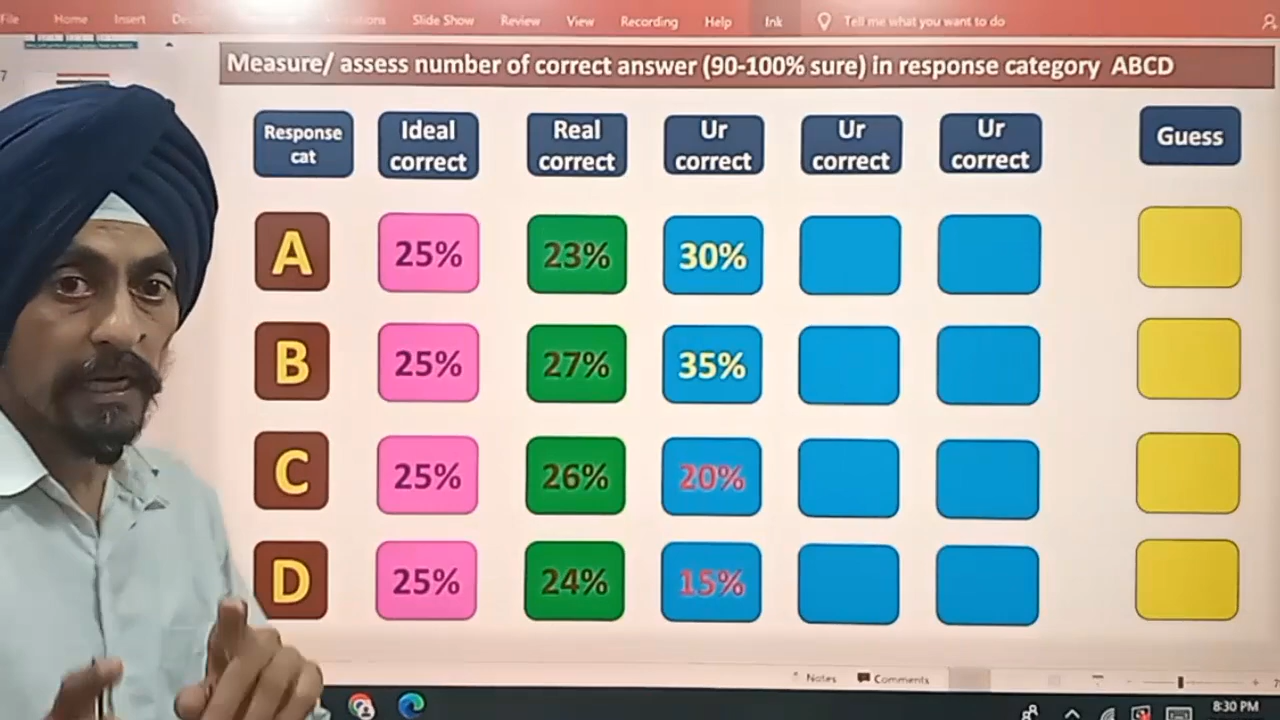 File Home Insert Slide Show Review View Recording Help Ink Tell me what you want to do
7
Measure/ assess number of correct answer (90-100% sure) in response category ABCD
Response cat
Ideal correct
Real correct
Ur correct
Ur correct
Ur correct
Guess
A 25% 23% 30%
B 25% 27% 35%
C 25% 26% 20%
D 25% 24% 15%
Notes Comments
8:30 PM